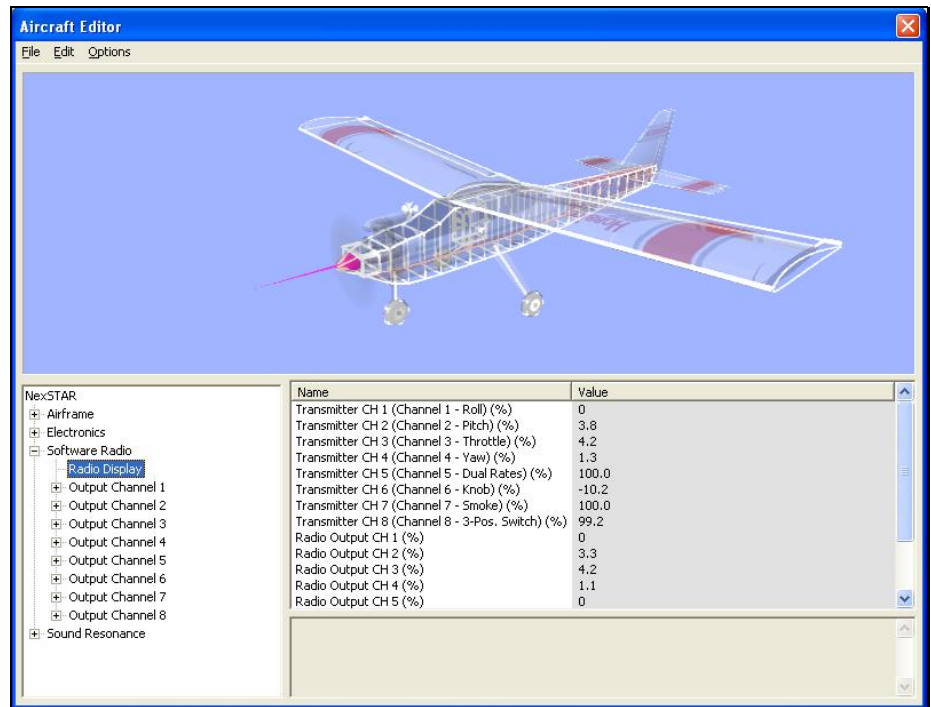 Aircraft Editor
File Edit Options
NexSTAR
Airframe
Electronics
Software Radio
Radio Display
Output Channel 1
Output Channel 2
Output Channel 3
Output Channel 4
Output Channel 5
Output Channel 6
Output Channel 7
Output Channel 8
Sound Resonance
Name Value
Transmitter CH 1 (Channel 1 - Roll) (%) 0
Transmitter CH 2 (Channel 2 - Pitch) (%) 3.8
Transmitter CH 3 (Channel 3 - Throttle) (%) 4.2
Transmitter CH 4 (Channel 4 - Yaw) (%) 1.3
Transmitter CH 5 (Channel 5 - Dual Rates) (%) 100.0
Transmitter CH 6 (Channel 6 - Knob) (%) -10.2
Transmitter CH 7 (Channel 7 - Smoke) (%) 100.0
Transmitter CH 8 (Channel 8 - 3-Pos. Switch) (%) 99.2
Radio Output CH 1 (%) 0
Radio Output CH 2 (%) 3.3
Radio Output CH 3 (%) 4.2
Radio Output CH 4 (%) 1.1
Radio Output CH 5 (%) 0